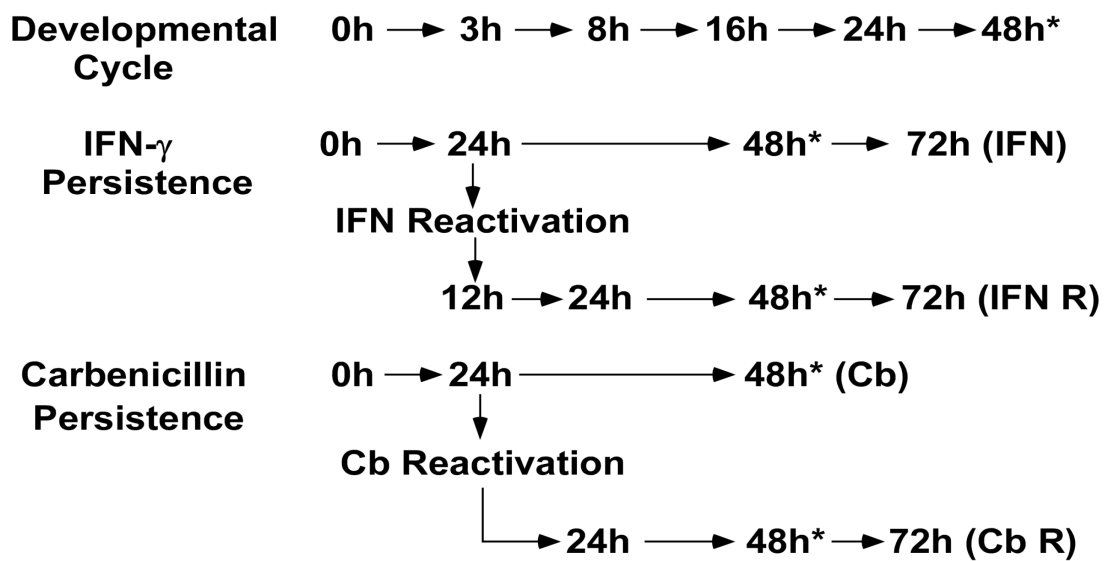 Developmental 0h 3h 8h 16h 24h 48h*
Cycle
IFN-γ 0h 24h 48h* 72h (IFN)
Persistence
IFN Reactivation
12h 24h 48h* 72h (IFN R)
Carbenicillin 0h 24h 48h* (Cb)
Persistence
Cb Reactivation
24h 48h* 72h (Cb R)